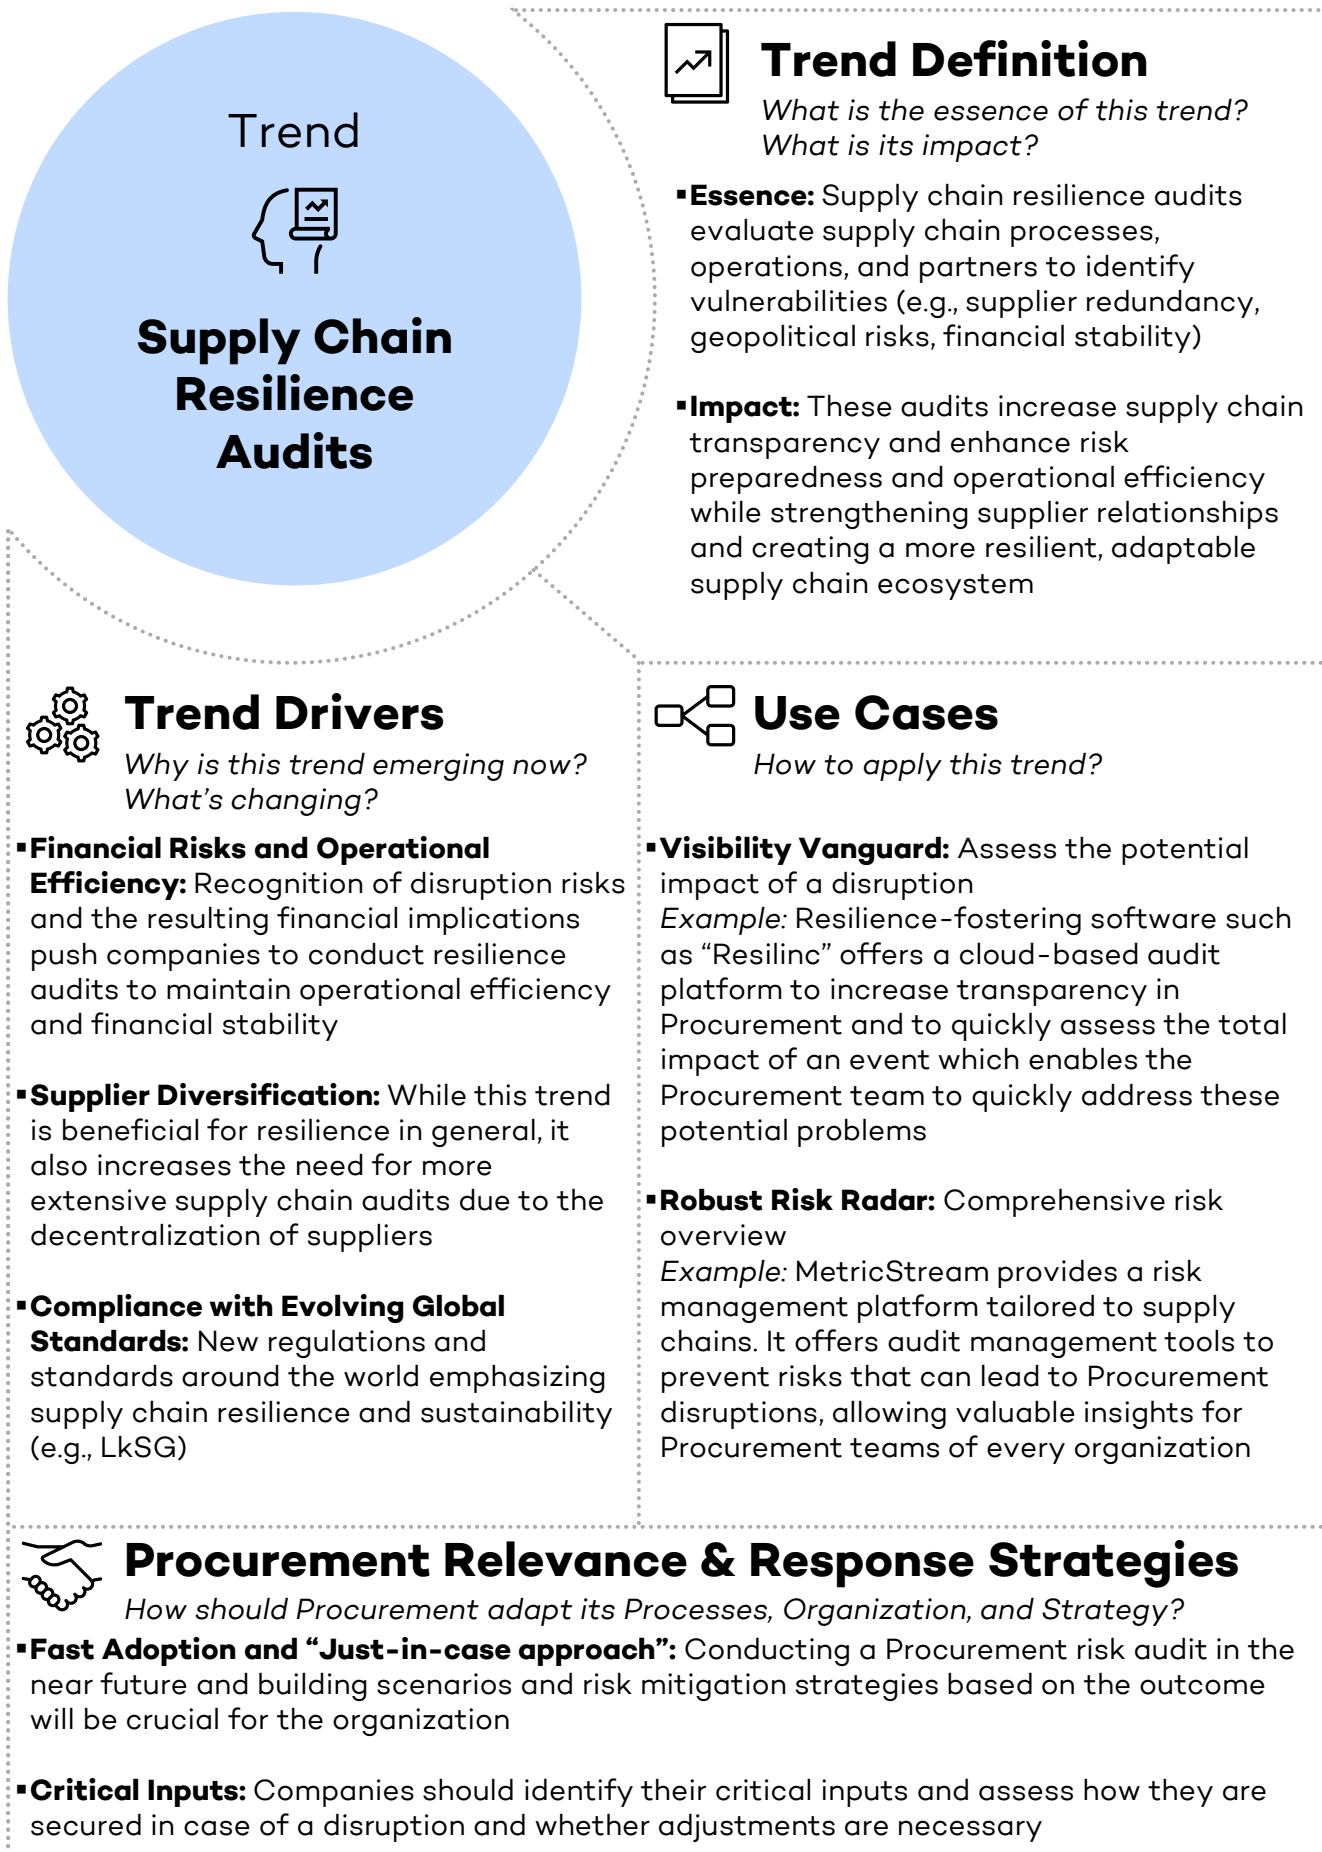 Trend
Supply Chain
Resilience
Audits
Trend Definition
What is the essence of this trend?
What is its impact?
▪Essence: Supply chain resilience audits
evaluate supply chain processes,
operations, and partners to identify
vulnerabilities (e.g., supplier redundancy,
geopolitical risks, financial stability)
▪Impact: These audits increase supply chain
transparency and enhance risk
preparedness and operational efficiency
while strengthening supplier relationships
and creating a more resilient, adaptable
supply chain ecosystem
Trend Drivers
Why is this trend emerging now?
What’s changing?
▪Financial Risks and Operational
Efficiency: Recognition of disruption risks
and the resulting financial implications
push companies to conduct resilience
audits to maintain operational efficiency
and financial stability
▪Supplier Diversification: While this trend
is beneficial for resilience in general, it
also increases the need for more
extensive supply chain audits due to the
decentralization of suppliers
▪Compliance with Evolving Global
Standards: New regulations and
standards around the world emphasizing
supply chain resilience and sustainability
(e.g., LkSG)
Use Cases
How to apply this trend?
▪Visibility Vanguard: Assess the potential
impact of a disruption
Example: Resilience-fostering software such
as “Resilinc” offers a cloud-based audit
platform to increase transparency in
Procurement and to quickly assess the total
impact of an event which enables the
Procurement team to quickly address these
potential problems
▪Robust Risk Radar: Comprehensive risk
overview
Example: MetricStream provides a risk
management platform tailored to supply
chains. It offers audit management tools to
prevent risks that can lead to Procurement
disruptions, allowing valuable insights for
Procurement teams of every organization
Procurement Relevance & Response Strategies
How should Procurement adapt its Processes, Organization, and Strategy?
▪Fast Adoption and “Just-in-case approach”: Conducting a Procurement risk audit in the
near future and building scenarios and risk mitigation strategies based on the outcome
will be crucial for the organization
▪Critical Inputs: Companies should identify their critical inputs and assess how they are
secured in case of a disruption and whether adjustments are necessary